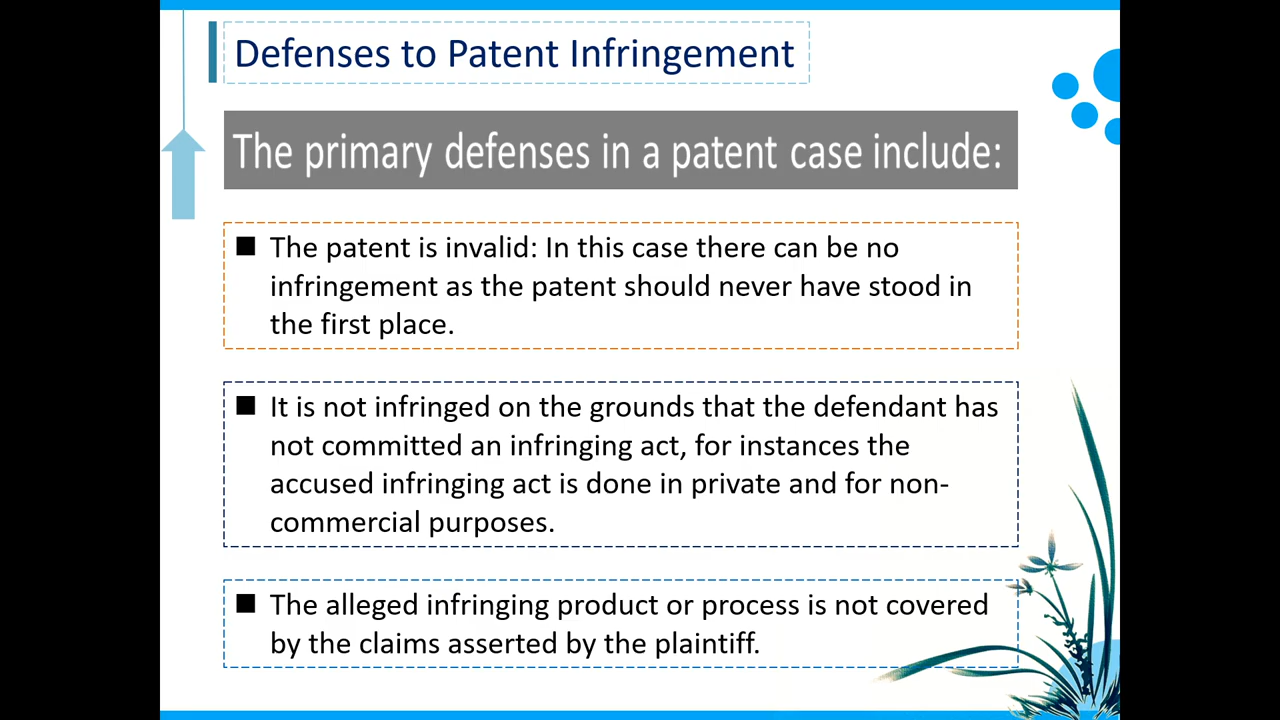 Defenses to Patent Infringement
The primary defenses in a patent case include:
■ The patent is invalid: In this case there can be no
infringement as the patent should never have stood in
the first place.
■ It is not infringed on the grounds that the defendant has
not committed an infringing act, for instances the
accused infringing act is done in private and for non-
commercial purposes.
■ The alleged infringing product or process is not covered
by the claims asserted by the plaintiff.